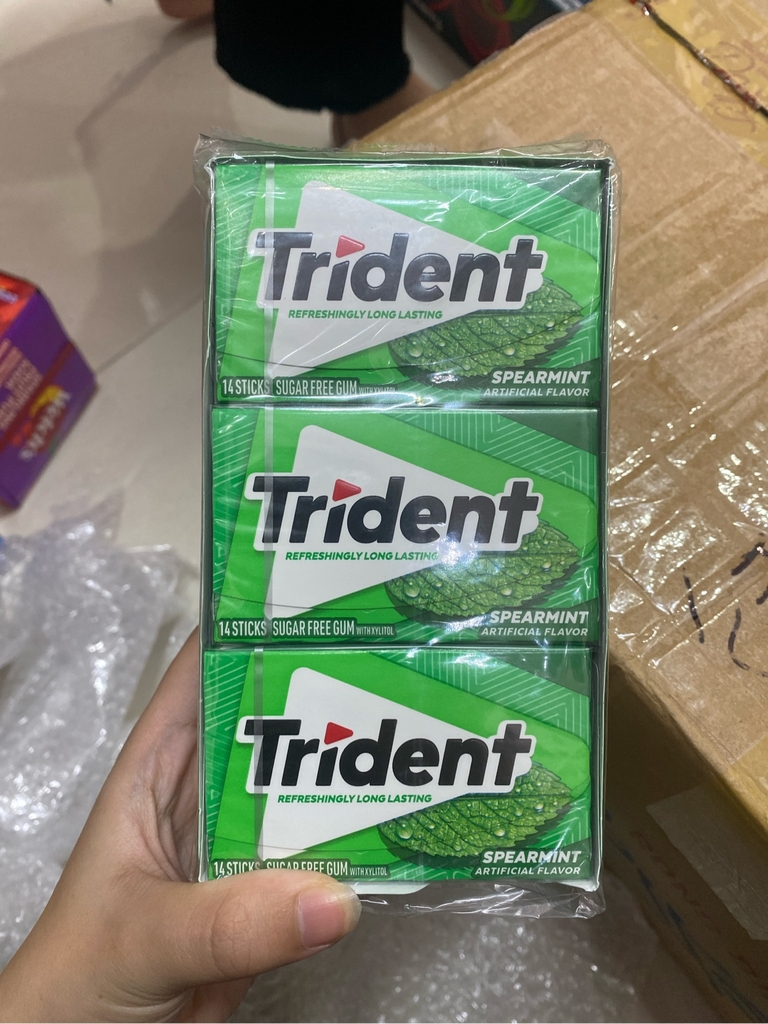 Trident
REFRESHINGLY LONG LASTING
SPEARMINT
ARTIFICIAL FLAVOR
14 STICKS SUGAR FREE GUM WITH XYLITOL
Trident
REFRESHINGLY LONG LASTING
SPEARMINT
ARTIFICIAL FLAVOR
14 STICKS SUGAR FREE GUM WITH XYLITOL
Trident
REFRESHINGLY LONG LASTING
SPEARMINT
ARTIFICIAL FLAVOR
14 STICKS SUGAR FREE GUM WITH XYLITOL